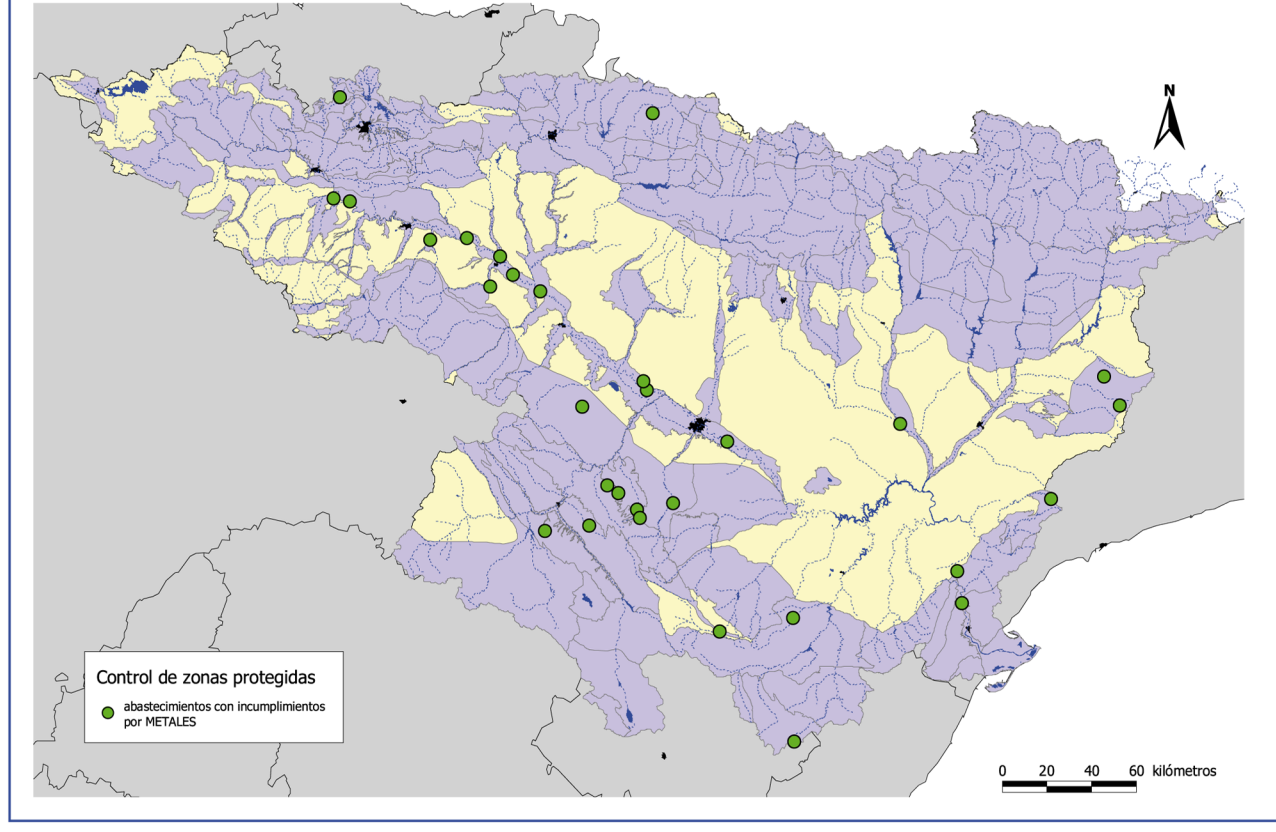 N
Control de zonas protegidas
abastecimientos con incumplimientos
por METALES
0 20 40 60 kilómetros